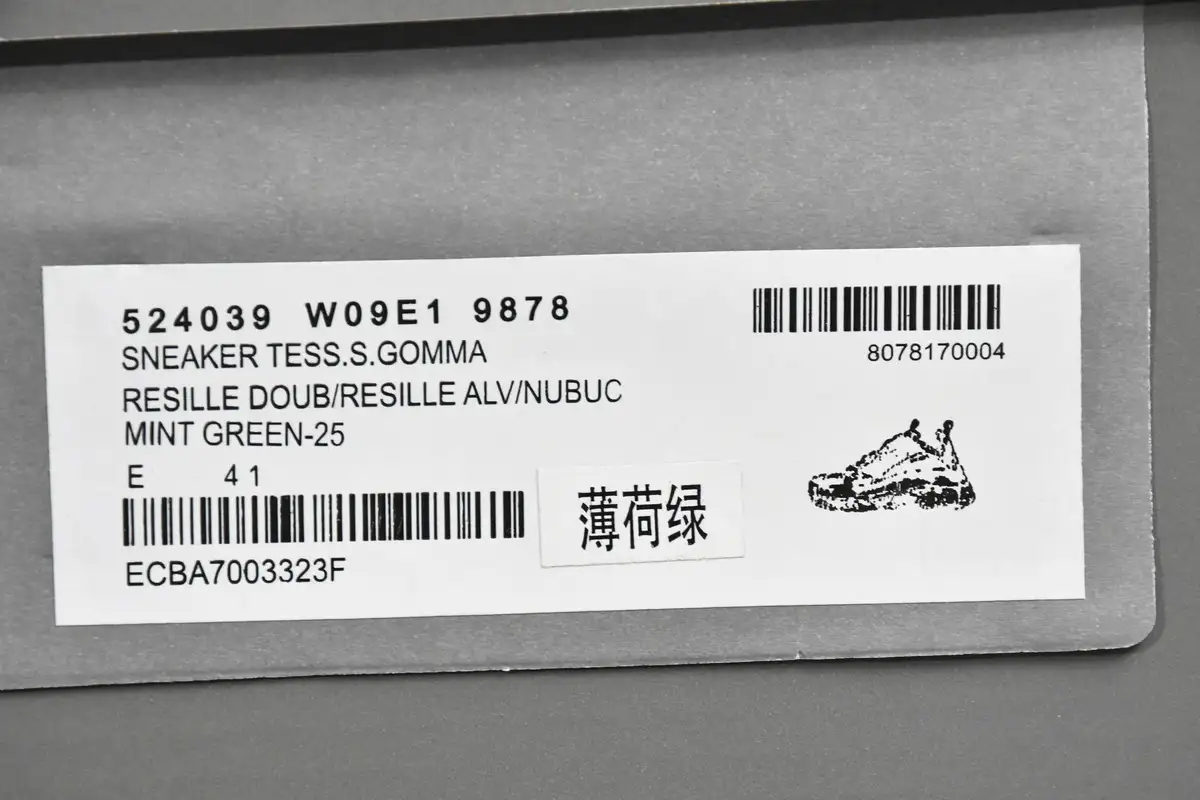 524039 W09E1 9878
SNEAKER TESS.S.GOMMA
RESILLE DOUB/RESILLE ALV/NUBUC
MINT GREEN-25
E 41
ECBA7003323F
8078170004
薄荷绿